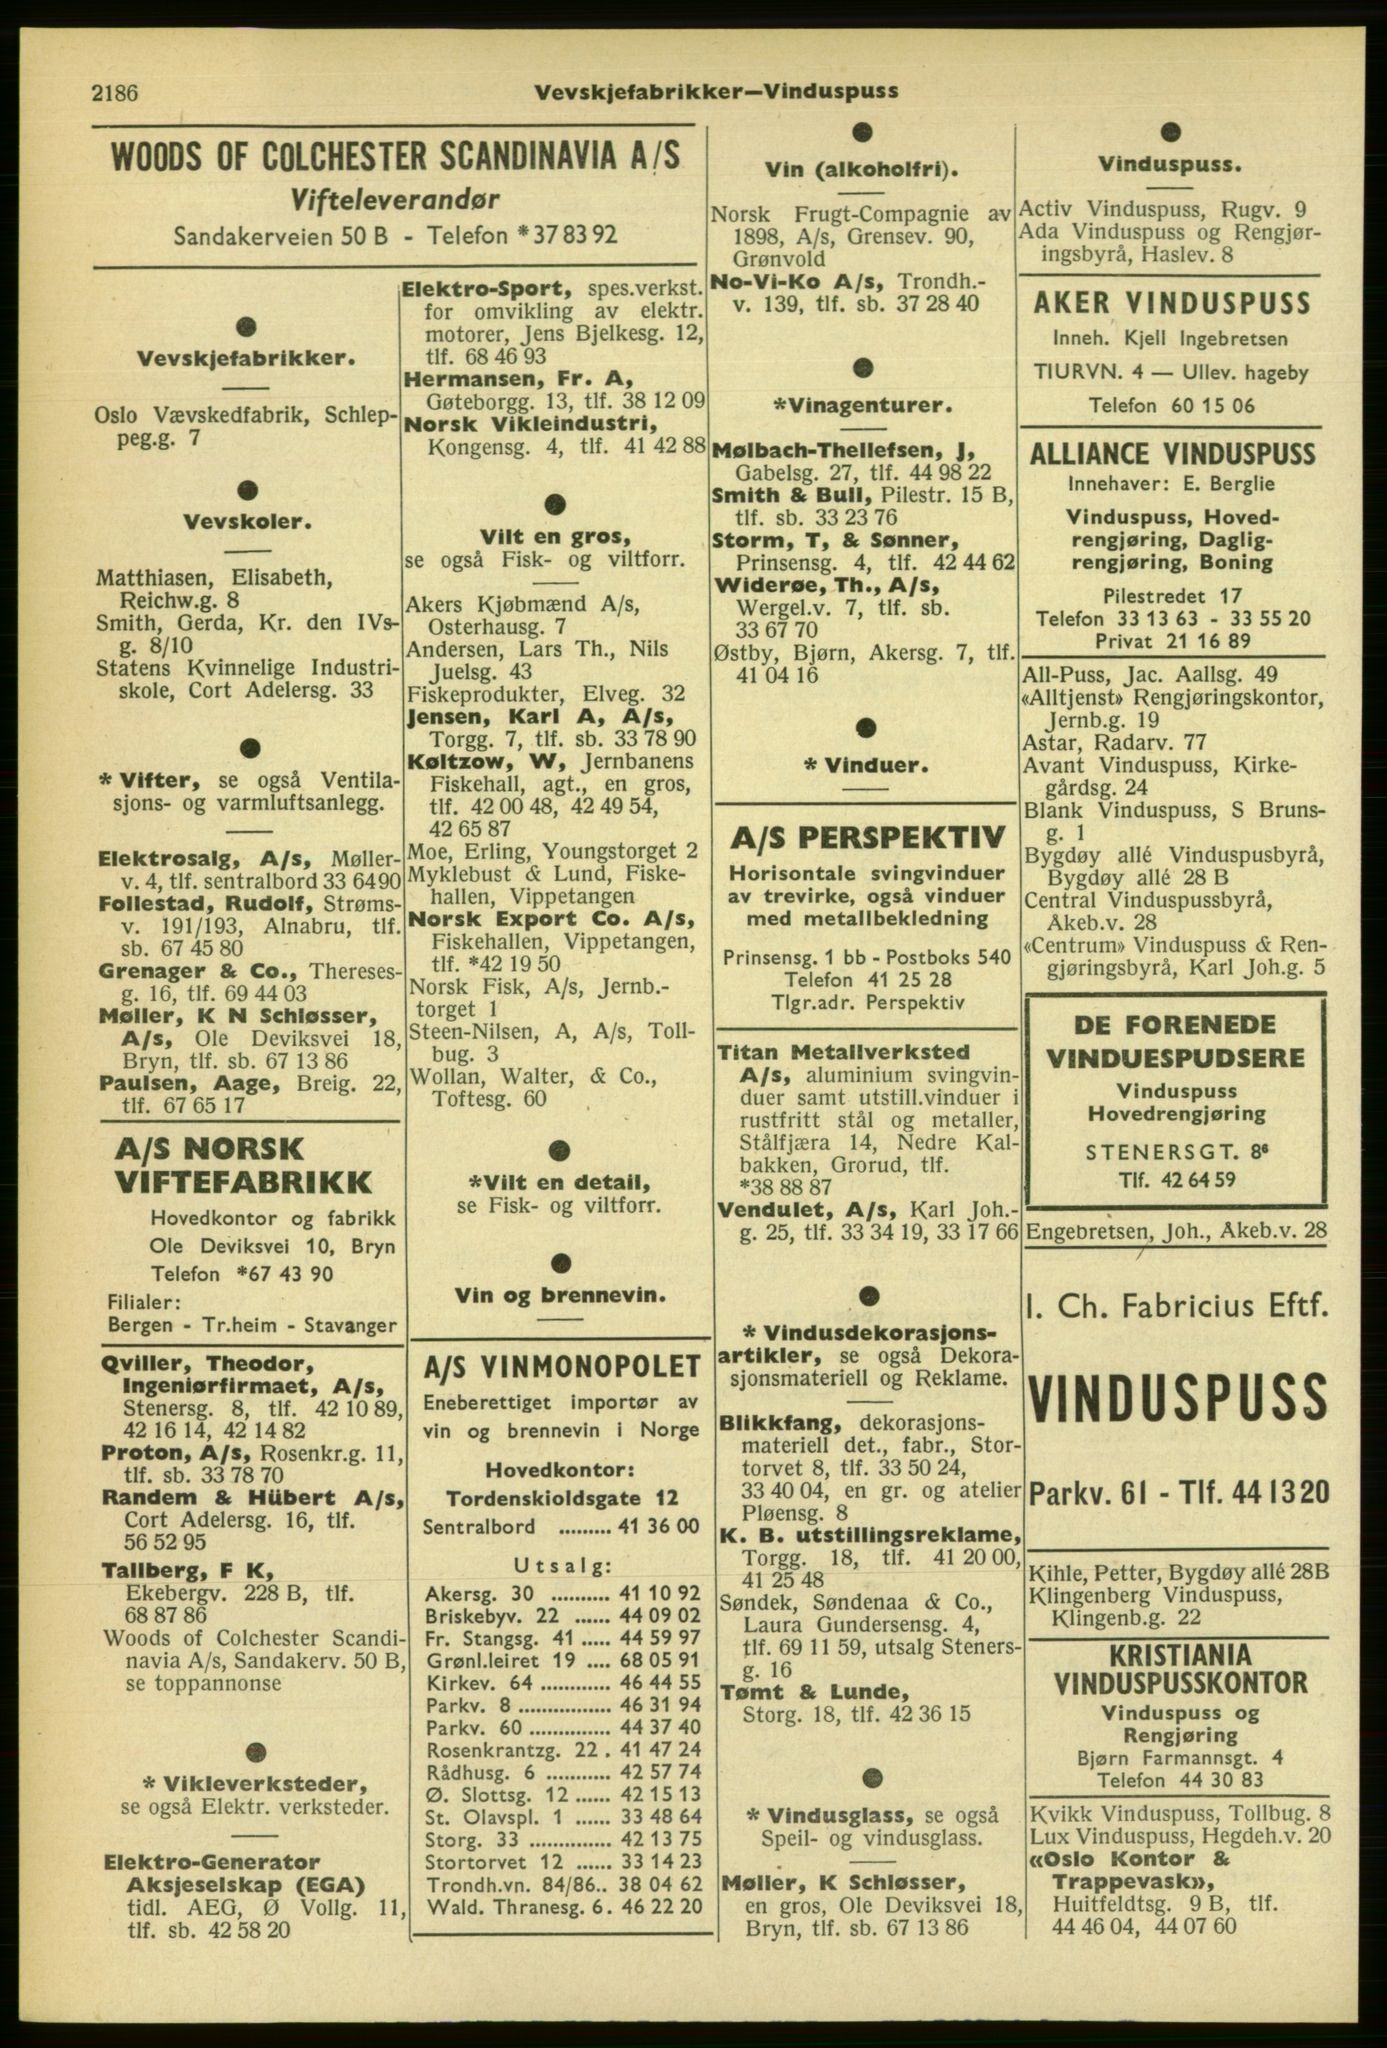 2186
Vevskjefabrikker—Vinduspuss
WOODS OF COLCHESTER SCANDINAVIA A/S
Vifteleverandør
Sandakerveien 50 B - Telefon *37 83 92
Vevskjefabrikker.
Oslo Vævskedfabrik, Schlep-
peg.g. 7
Vevskoler.
Matthiasen, Elisabeth,
Reichw.g. 8
Smith, Gerda, Kr. den IVs-
g. 8/10
Statens Kvinnelige Industri-
skole, Cort Adelersg. 33
* Vifter, se også Ventila-
sjons- og varmluftsanlegg.
Elektrosalg, A/s, Møller-
v. 4, tlf. sentralbord 33 64 90
Follestad, Rudolf, Strøms-
v. 191/193, Alnabru, tlf.
sb. 67 45 80
Grenager & Co., Thereses-
g. 16, tlf. 69 44 03
Møller, K N Schløsser,
A/s, Ole Deviksvei 18,
Bryn, tlf. sb. 67 13 86
Paulsen, Aage, Breig. 22,
tlf. 67 65 17
A/S NORSK
VIFTEFABRIKK
Hovedkontor og fabrikk
Ole Deviksvei 10, Bryn
Telefon *67 43 90
Filialer:
Bergen - Tr.heim - Stavanger
Qviller, Theodor,
Ingeniørfirmaet, A/s,
Stenersg. 8, tlf. 42 10 89,
42 16 14, 42 14 82
Proton, A/s, Rosenkr.g. 11,
tlf. sb. 33 78 70
Randem & Hübert A/s,
Cort Adelersg. 16, tlf.
56 52 95
Tallberg, F K,
Ekebergv. 228 B, tlf.
68 87 86
Woods of Colchester Scandi-
navia A/s, Sandakerv. 50 B,
se toppannonse
* Vikleverksteder,
se også Elektr. verksteder.
Elektro-Generator
Aksjeselskap (EGA)
tidl. AEG, Ø Vollg. 11,
tlf. sb. 42 58 20
Elektro-Sport, spes.verkst.
for omvikling av elektr.
motorer, Jens Bjelkesg. 12,
tlf. 68 46 93
Hermansen, Fr. A,
Gøteborgg. 13, tlf. 38 12 09
Norsk Vikleindustri,
Kongensg. 4, tlf. 41 42 88
Vilt en gros,
se også Fisk- og viltforr.
Akers Kjøbmænd A/s,
Osterhausg. 7
Andersen, Lars Th., Nils
Juelsg. 43
Fiskeprodukter, Elveg. 32
Jensen, Karl A, A/s,
Torgg. 7, tlf. sb. 33 78 90
Køltzow, W, Jernbanens
Fiskehall, agt., en gros,
tlf. 42 00 48, 42 49 54,
42 65 87
Moe, Erling, Youngstorget 2
Myklebust & Lund, Fiske-
hallen, Vippetangen
Norsk Export Co. A/s,
Fiskehallen, Vippetangen,
tlf. *42 19 50
Norsk Fisk, A/s, Jernb.-
torget 1
Steen-Nilsen, A, A/s, Toll-
bug. 3
Wollan, Walter, & Co.,
Toftesg. 60
*Vilt en detail,
se Fisk- og viltforr.
Vin og brennevin.
A/S VINMONOPOLET
Eneberettiget importør av
vin og brennevin i Norge
Hovedkontor:
Tordenskioldsgate 12
Sentralbord ......... 41 36 00
Utsalg:
Akersg. 30 .......... 41 10 92
Briskebyv. 22 ...... 44 09 02
Fr. Stangsg. 41 ..... 44 59 97
Grønl.leiret 19 .... 68 05 91
Kirkev. 64 ............ 46 44 55
Parkv. 8 ................ 46 31 94
Parkv. 60 .............. 44 37 40
Rosenkrantzg. 22 . 41 47 24
Rådhusg. 6 ........... 42 57 74
Ø. Slottsg. 12 ...... 42 15 13
St. Olavspl. 1 ...... 33 48 64
Storg. 33 .............. 42 13 75
Stortorvet 12 ...... 33 14 23
Trondh.vn. 84/86.. 38 04 62
Wald. Thranesg. 6. 46 22 20
Vin (alkoholfri).
Norsk Frugt-Compagnie av
1898, A/s, Grensev. 90,
Grønvold
No-Vi-Ko A/s, Trondh.-
v. 139, tlf. sb. 37 28 40
*Vinagenturer.
Mølbach-Thellefsen, J,
Gabelsg. 27, tlf. 44 98 22
Smith & Bull, Pilestr. 15 B,
tlf. sb. 33 23 76
Storm, T, & Sønner,
Prinsensg. 4, tlf. 42 44 62
Widerøe, Th., A/s,
Wergel.v. 7, tlf. sb.
33 67 70
Østby, Bjørn, Akersg. 7, tlf.
41 04 16
* Vinduer.
A/S PERSPEKTIV
Horisontale svingvinduer
av trevirke, også vinduer
med metallbekledning
Prinsensg. 1 bb - Postboks 540
Telefon 41 25 28
Tlgr.adr. Perspektiv
Titan Metallverksted
A/s, aluminium svingvin-
duer samt utstill.vinduer i
rustfritt stål og metaller,
Stålfjæra 14, Nedre Kal-
bakken, Grorud, tlf.
*38 88 87
Vendulet, A/s, Karl Joh.-
g. 25, tlf. 33 34 19, 33 17 66
* Vindusdekorasjons-
artikler, se også Dekora-
sjonsmateriell og Reklame.
Blikkfang, dekorasjons-
materiell det., fabr., Stor-
torvet 8, tlf. 33 50 24,
33 40 04, en gr. og atelier
Pløensg. 8
K. B. utstillingsreklame,
Torgg. 18, tlf. 41 20 00,
41 25 48
Søndek, Søndenaa & Co.,
Laura Gundersensg. 4,
tlf. 69 11 59, utsalg Steners-
g. 16
Tømt & Lunde,
Storg. 18, tlf. 42 36 15
* Vindusglass, se også
Speil- og vindusglass.
Møller, K Schløsser,
en gros, Ole Deviksvei 18,
Bryn, tlf. sb. 67 13 86
Vinduspuss.
Activ Vinduspuss, Rugv. 9
Ada Vinduspuss og Rengjør-
ingsbyrå, Haslev. 8
AKER VINDUSPUSS
Inneh. Kjell Ingebretsen
TIURVN. 4 — Ullev. hageby
Telefon 60 15 06
ALLIANCE VINDUSPUSS
Innehaver: E. Berglie
Vinduspuss, Hoved-
rengjøring, Daglig-
rengjøring, Boning
Pilestredet 17
Telefon 33 13 63 - 33 55 20
Privat 21 16 89
All-Puss, Jac. Aallsg. 49
«Alltjenst» Rengjøringskontor,
Jernb.g. 19
Astar, Radarv. 77
Avant Vinduspuss, Kirke-
gårdsg. 24
Blank Vinduspuss, S Bruns-
g. 1
Bygdøy allé Vinduspusbyrå,
Bygdøy allé 28 B
Central Vinduspussbyrå,
Åkeb.v. 28
«Centrum» Vinduspuss & Ren-
gjøringsbyrå, Karl Joh.g. 5
DE FORENEDE
VINDUESPUDSERE
Vinduspuss
Hovedrengjøring
STENERSGT. 8⁶
Tlf. 42 64 59
Engebretsen, Joh., Åkeb.v. 28
I. Ch. Fabricius Eftf.
VINDUSPUSS
Parkv. 61 - Tlf. 44 13 20
Kihle, Petter, Bygdøy allé 28B
Klingenberg Vinduspuss,
Klingenb.g. 22
KRISTIANIA
VINDUSPUSSKONTOR
Vinduspuss og
Rengjøring
Bjørn Farmannsgt. 4
Telefon 44 30 83
Kvikk Vinduspuss, Tollbug. 8
Lux Vinduspuss, Hegdeh.v. 20
«Oslo Kontor &
Trappevask»,
Huitfeldtsg. 9 B, tlf.
44 46 04, 44 07 60